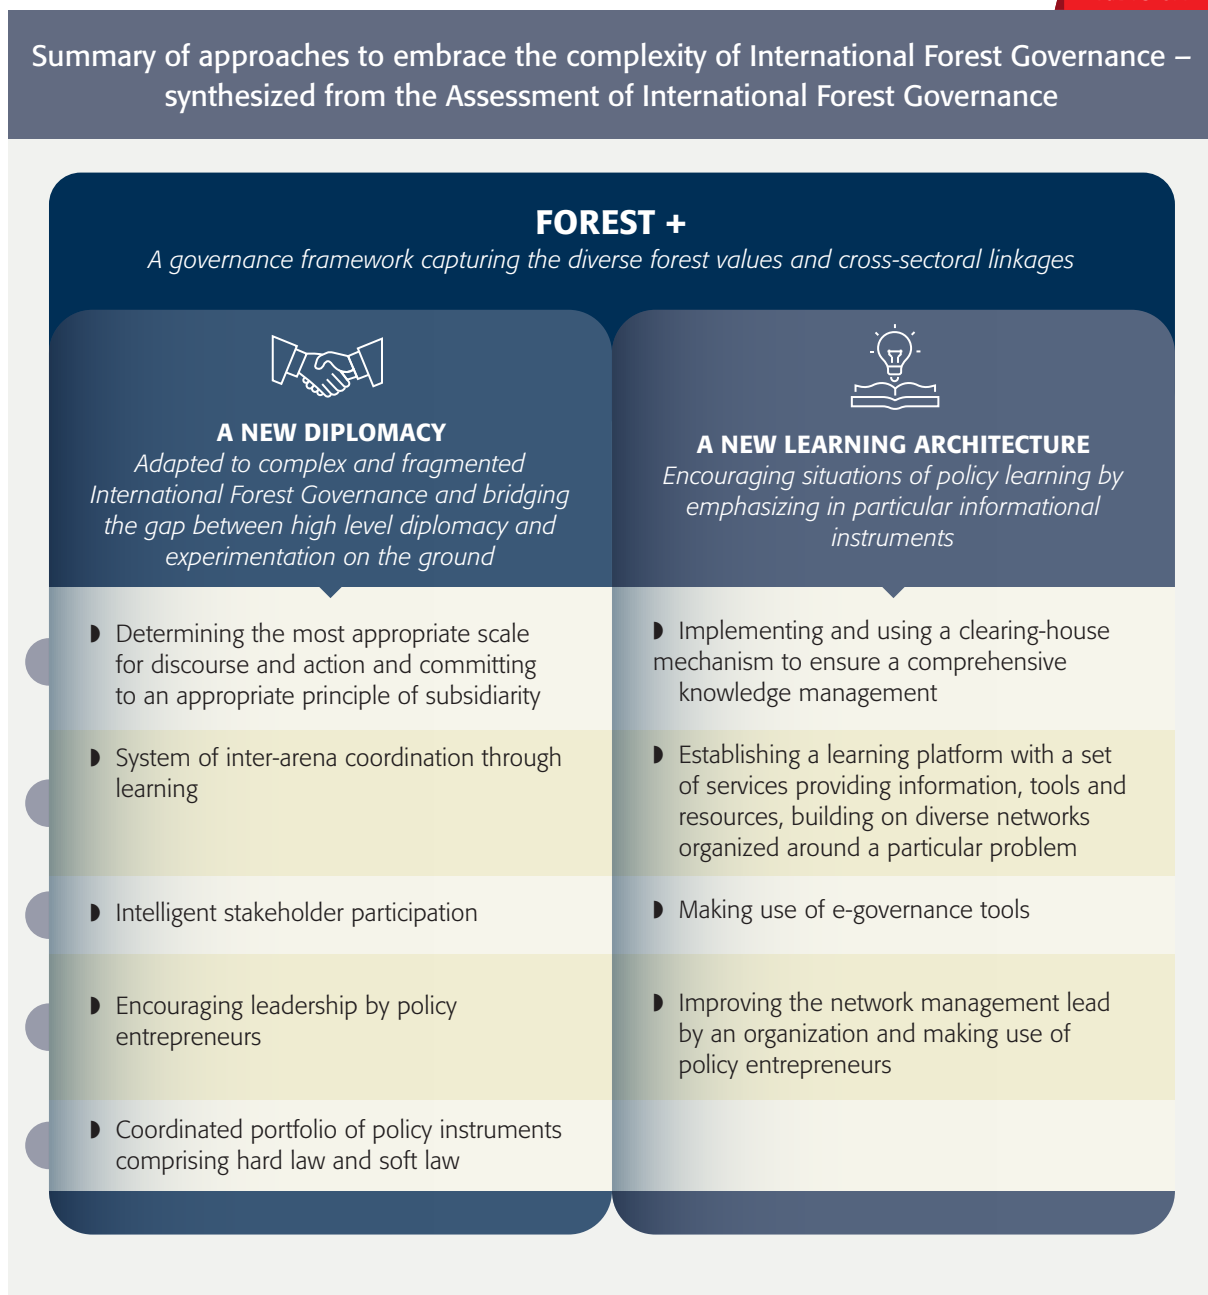 Summary of approaches to embrace the complexity of International Forest Governance –
synthesized from the Assessment of International Forest Governance
FOREST +
A governance framework capturing the diverse forest values and cross-sectoral linkages
A NEW DIPLOMACY
Adapted to complex and fragmented
International Forest Governance and bridging
the gap between high level diplomacy and
experimentation on the ground
Determining the most appropriate scale
for discourse and action and committing
to an appropriate principle of subsidiarity
System of inter-arena coordination through
learning
Intelligent stakeholder participation
Encouraging leadership by policy
entrepreneurs
Coordinated portfolio of policy instruments
comprising hard law and soft law
A NEW LEARNING ARCHITECTURE
Encouraging situations of policy learning by
emphasizing in particular informational
instruments
Implementing and using a clearing-house
mechanism to ensure a comprehensive
knowledge management
Establishing a learning platform with a set
of services providing information, tools and
resources, building on diverse networks
organized around a particular problem
Making use of e-governance tools
Improving the network management lead
by an organization and making use of
policy entrepreneurs